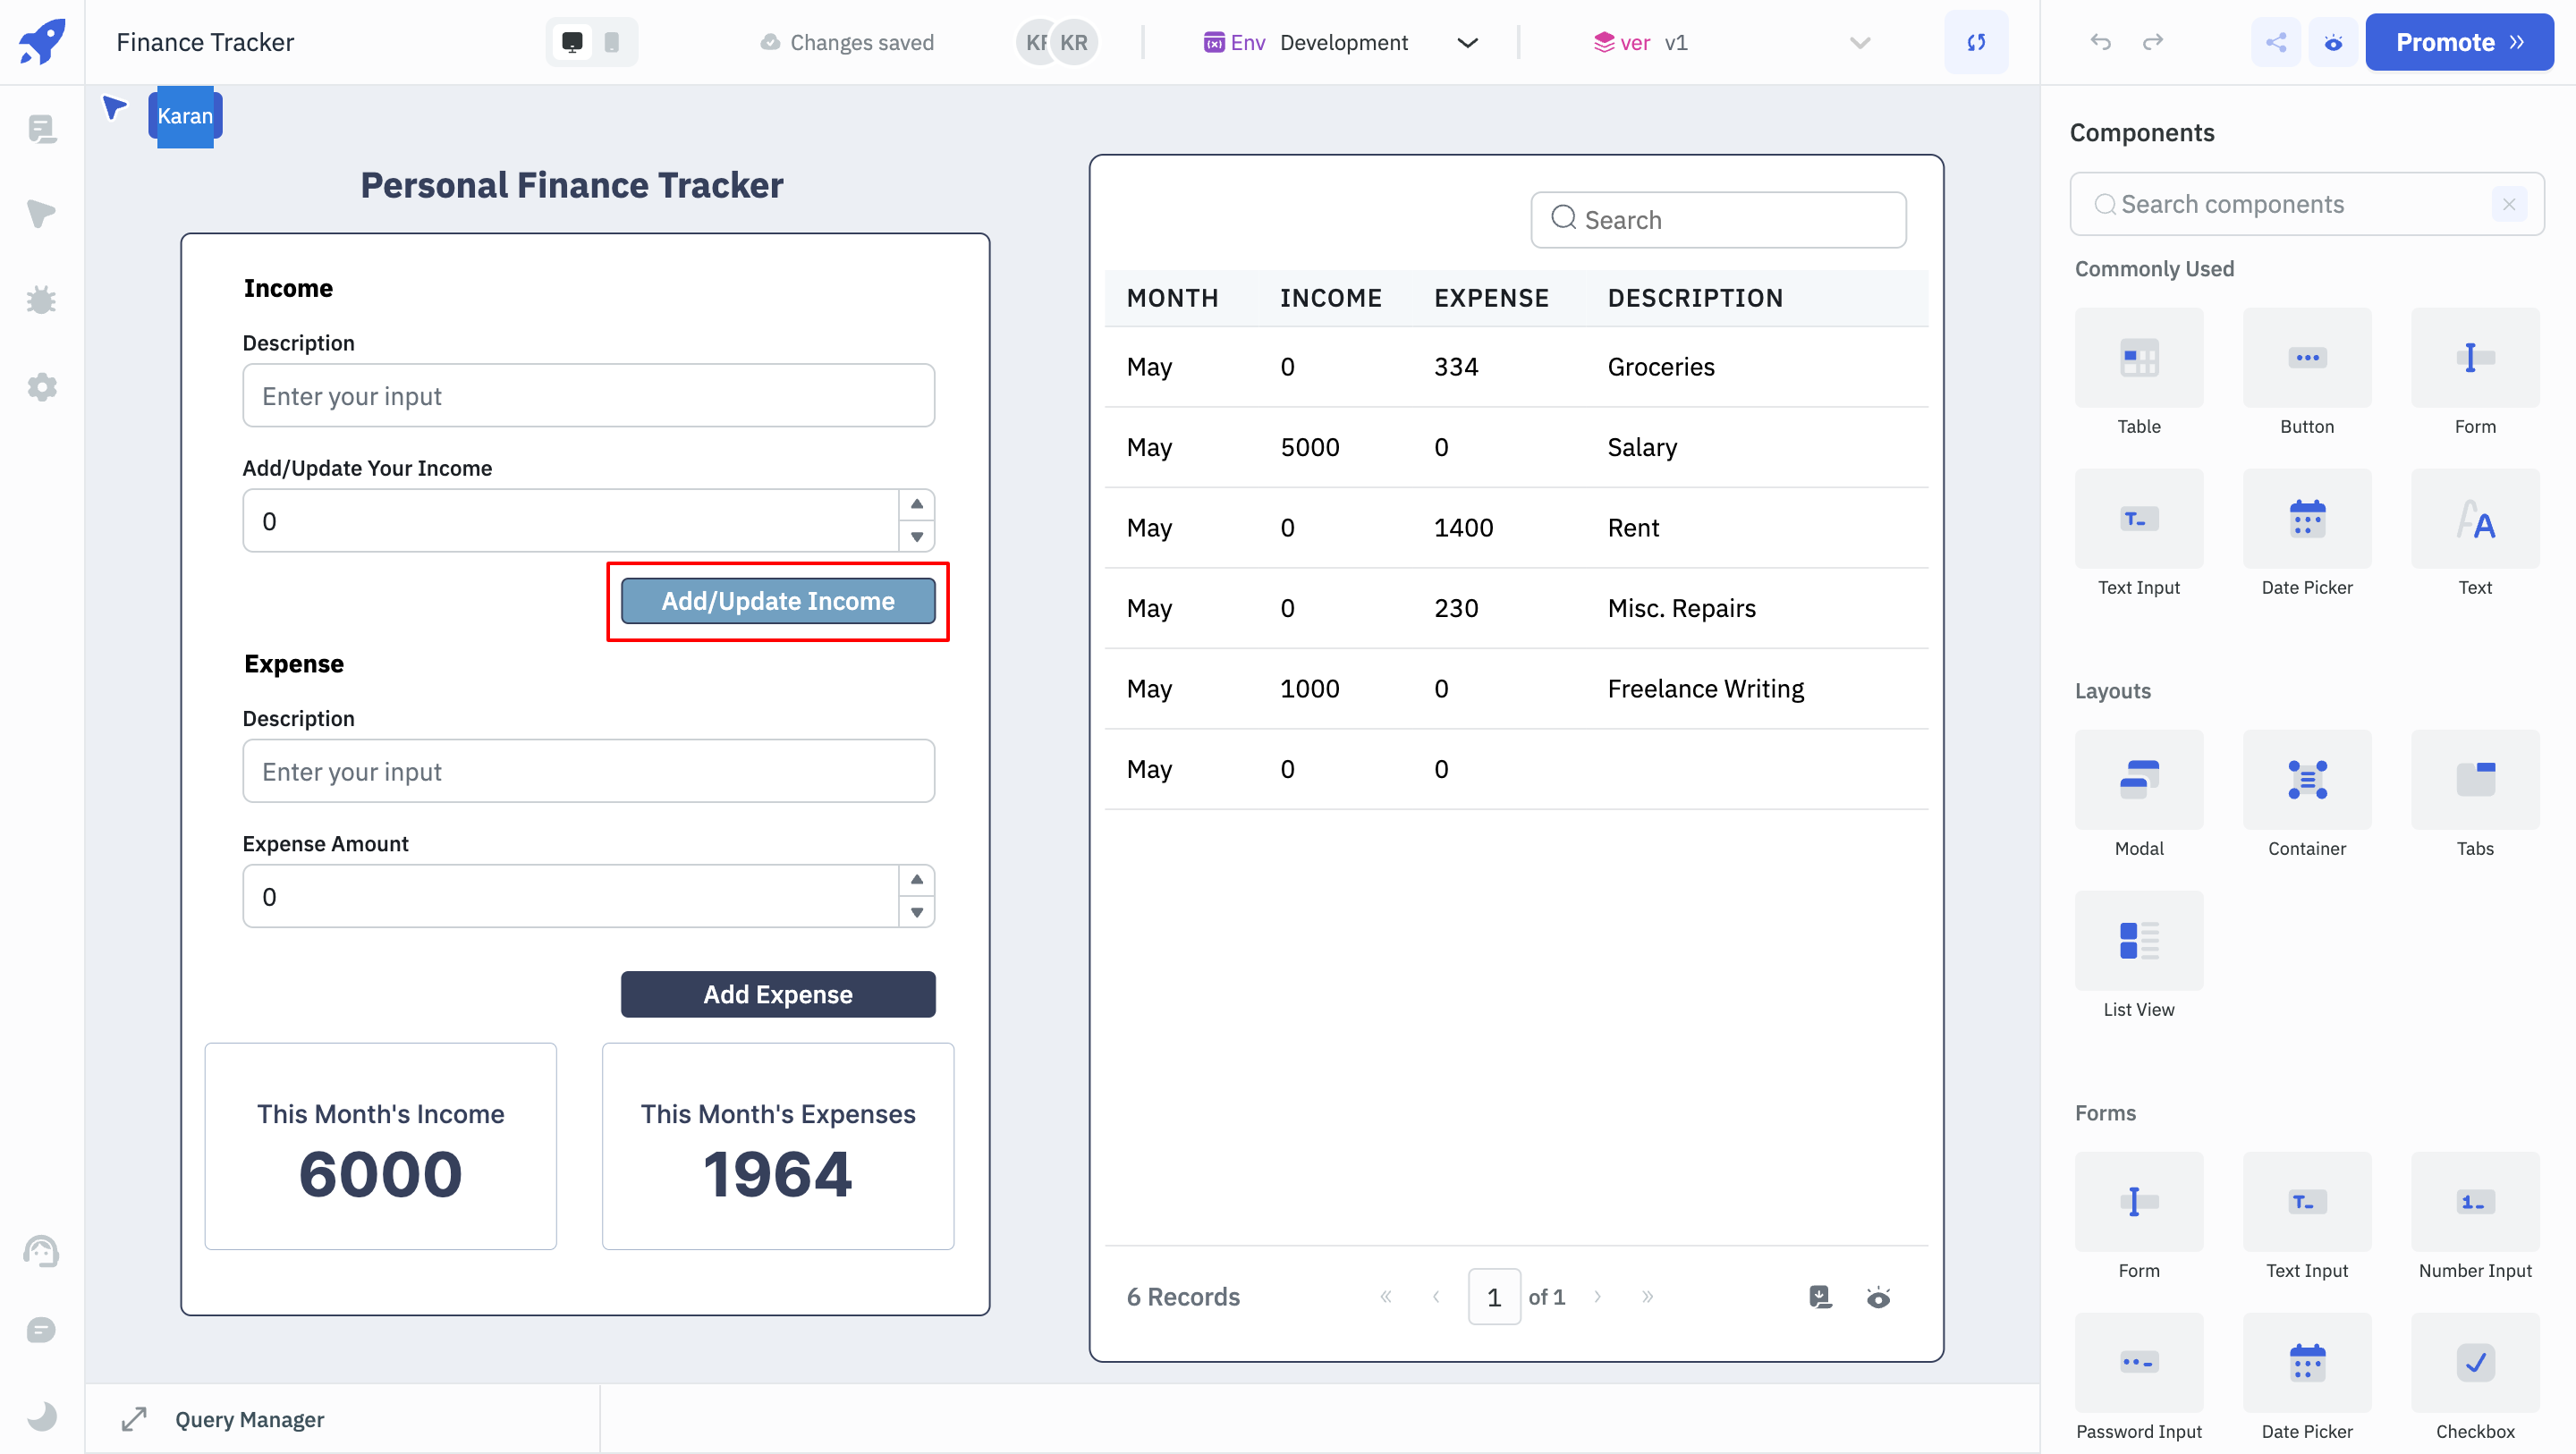 Finance Tracker
Changes saved
KR
Env Development
ver v1
Promote
Karan
Personal Finance Tracker
Income
Description
Enter your input
Add/Update Your Income
0
Add/Update Income
Expense
Description
Enter your input
Expense Amount
0
Add Expense
This Month's Income
6000
This Month's Expenses
1964
Search
MONTH INCOME EXPENSE DESCRIPTION
May 0 334 Groceries
May 5000 0 Salary
May 0 1400 Rent
May 0 230 Misc. Repairs
May 1000 0 Freelance Writing
May 0 0
6 Records
1 of 1
Query Manager
Components
Search components
Commonly Used
Table Button Form
Text Input Date Picker Text
Layouts
Modal Container Tabs
List View
Forms
Form Text Input Number Input
Password Input Date Picker Checkbox